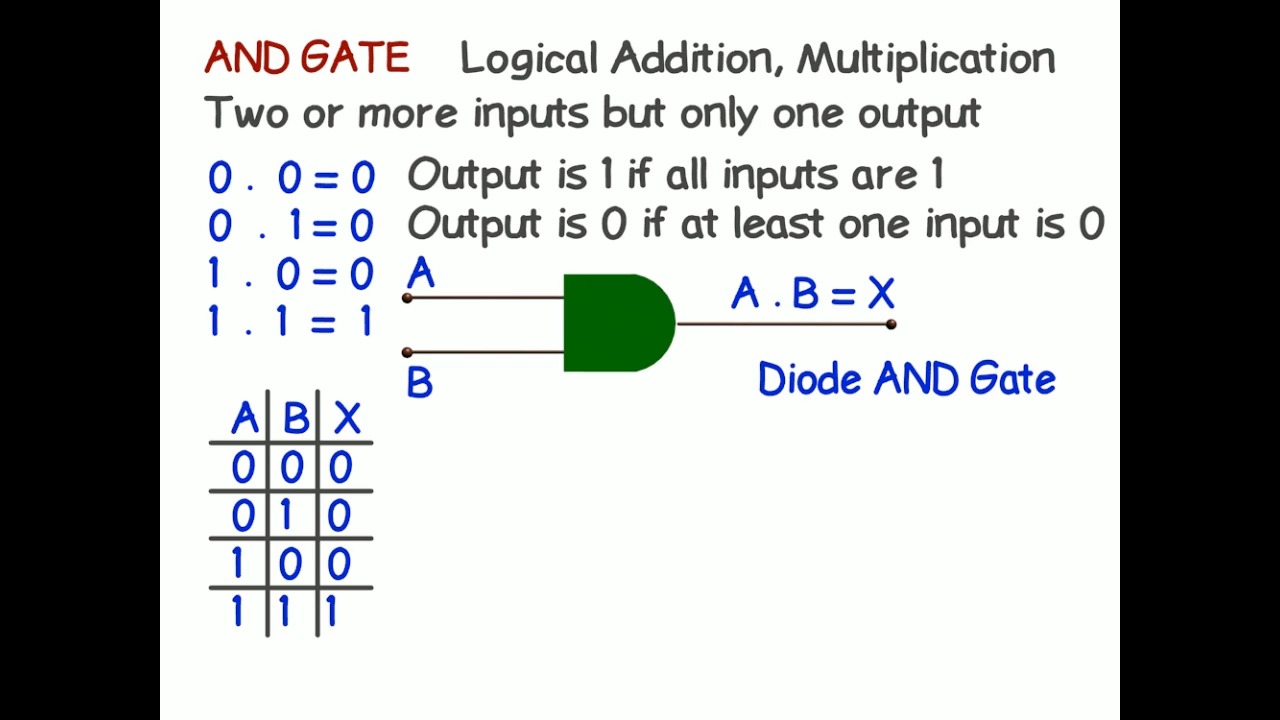 AND GATE Logical Addition, Multiplication
Two or more inputs but only one output
0 . 0 = 0 Output is 1 if all inputs are 1
0 . 1 = 0 Output is 0 if at least one input is 0
1 . 0 = 0
1 . 1 = 1
A
B
A . B = X
Diode AND Gate
A B X
0 0 0
0 1 0
1 0 0
1 1 1